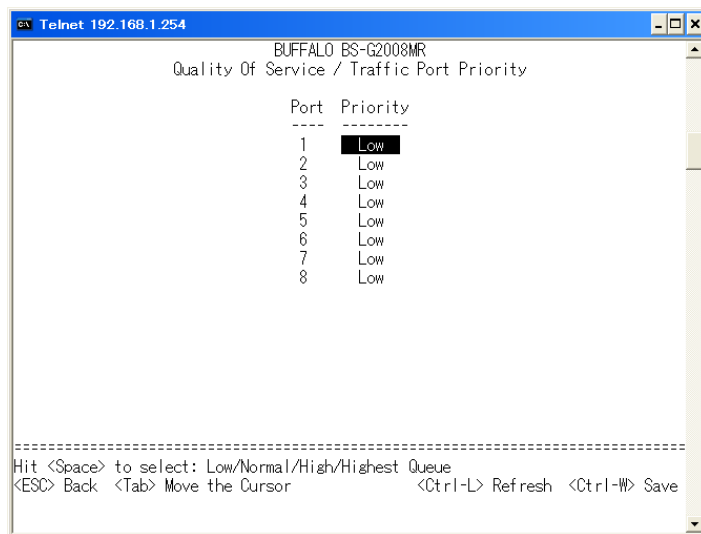 Telnet 192.168.1.254
BUFFALO BS-G2008MR
Quality Of Service / Traffic Port Priority
Port Priority
---- --------
1 Low
2 Low
3 Low
4 Low
5 Low
6 Low
7 Low
8 Low
================================================================================
Hit <Space> to select: Low/Normal/High/Highest Queue
<ESC> Back <Tab> Move the Cursor <Ctrl-L> Refresh <Ctrl-W> Save